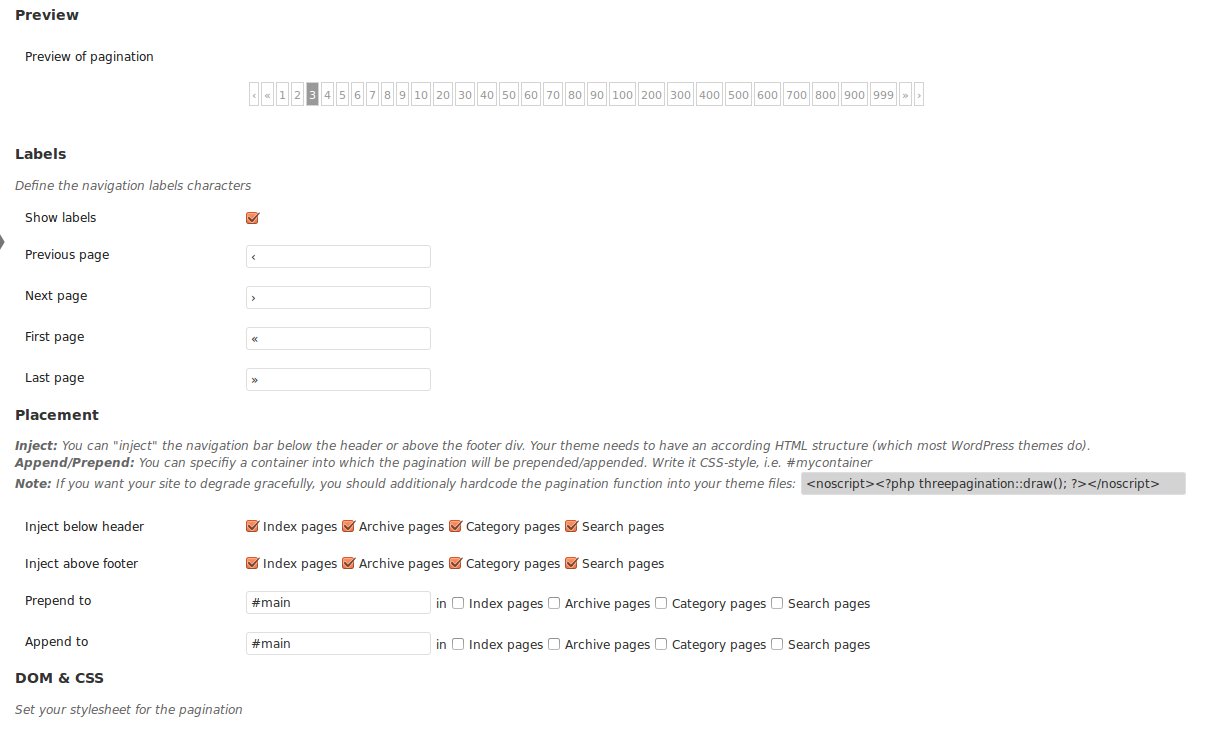 Preview
Preview of pagination
‹ « 1 2 3 4 5 6 7 8 9 10 20 30 40 50 60 70 80 90 100 200 300 400 500 600 700 800 900 999 » ›
Labels
Define the navigation labels characters
Show labels
Previous page ‹
Next page ›
First page «
Last page »
Placement
Inject: You can "inject" the navigation bar below the header or above the footer div. Your theme needs to have an according HTML structure (which most WordPress themes do).
Append/Prepend: You can specifiy a container into which the pagination will be prepended/appended. Write it CSS-style, i.e. #mycontainer
Note: If you want your site to degrade gracefully, you should additionaly hardcode the pagination function into your theme files: <noscript><?php threepagination::draw(); ?></noscript>
Inject below header Index pages Archive pages Category pages Search pages
Inject above footer Index pages Archive pages Category pages Search pages
Prepend to #main in Index pages Archive pages Category pages Search pages
Append to #main in Index pages Archive pages Category pages Search pages
DOM & CSS
Set your stylesheet for the pagination